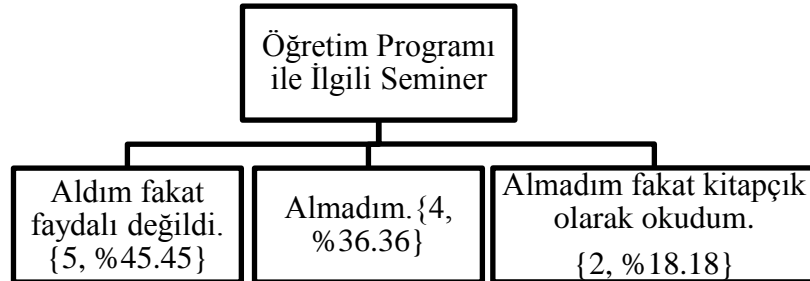 Öğretim Programı
ile İlgili Seminer
Aldım fakat
faydalı değildi.
{5, %45.45}
Almadım.{4,
%36.36}
Almadım fakat kitapçık
olarak okudum.
{2, %18.18}